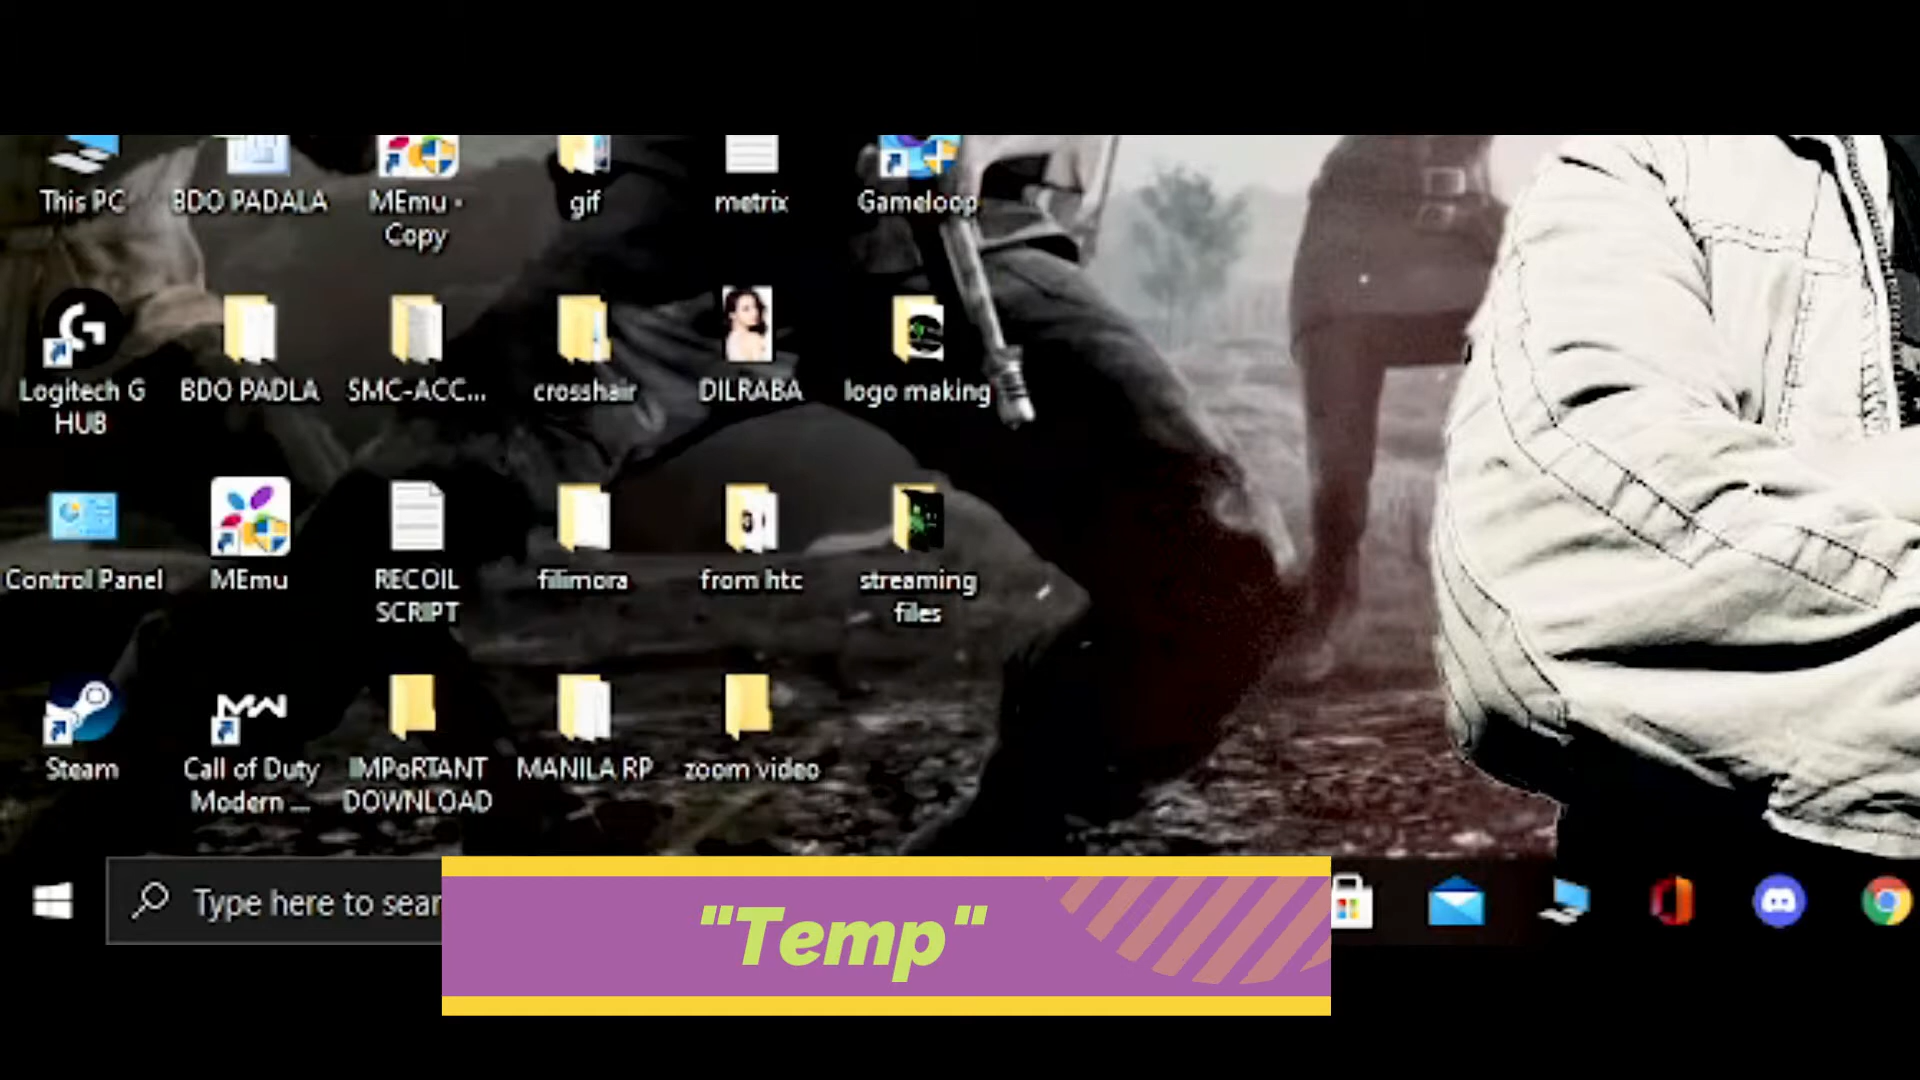 This PC
BDO PADALA
MEmu -
Copy
gif
metrix
Gameloop
Logitech G
HUB
BDO PADLA
SMC-ACC...
crosshair
DILRABA
logo making
Control Panel
MEmu
RECOIL
SCRIPT
filimora
from htc
streaming
files
Steam
Call of Duty
Modern ...
IMPoRTANT
DOWNLOAD
MANILA RP
zoom video
Type here to sear
"Temp"